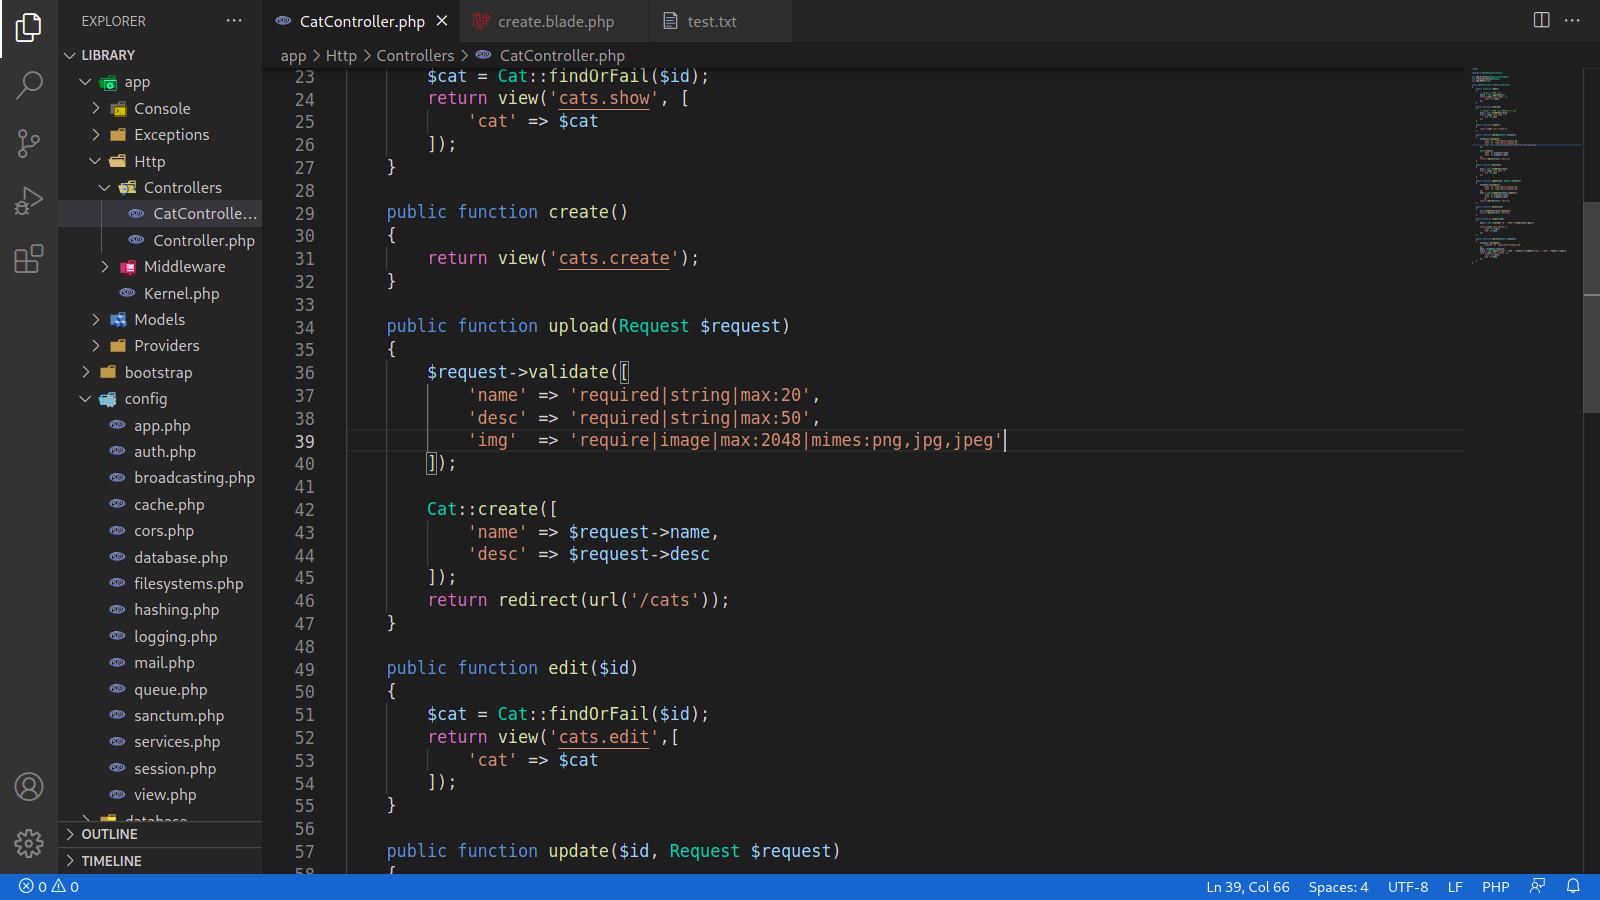 EXPLORER
LIBRARY
app
Console
Exceptions
Http
Controllers
CatControlle...
Controller.php
Middleware
Kernel.php
Models
Providers
bootstrap
config
app.php
auth.php
broadcasting.php
cache.php
cors.php
database.php
filesystems.php
hashing.php
logging.php
mail.php
queue.php
sanctum.php
services.php
session.php
view.php
database
OUTLINE
TIMELINE
CatController.php
create.blade.php
test.txt
app > Http > Controllers > CatController.php
23 $cat = Cat::findOrFail($id);
24 return view('cats.show', [
25 'cat' => $cat
26 ]);
27 }
28
29 public function create()
30 {
31 return view('cats.create');
32 }
33
34 public function upload(Request $request)
35 {
36 $request->validate([
37 'name' => 'required|string|max:20',
38 'desc' => 'required|string|max:50',
39 'img'  => 'require|image|max:2048|mimes:png,jpg,jpeg'
40 ]);
41
42 Cat::create([
43 'name' => $request->name,
44 'desc' => $request->desc
45 ]);
46 return redirect(url('/cats'));
47 }
48
49 public function edit($id)
50 {
51 $cat = Cat::findOrFail($id);
52 return view('cats.edit',[
53 'cat' => $cat
54 ]);
55 }
56
57 public function update($id, Request $request)
58 {
0 0
Ln 39, Col 66
Spaces: 4
UTF-8
LF
PHP